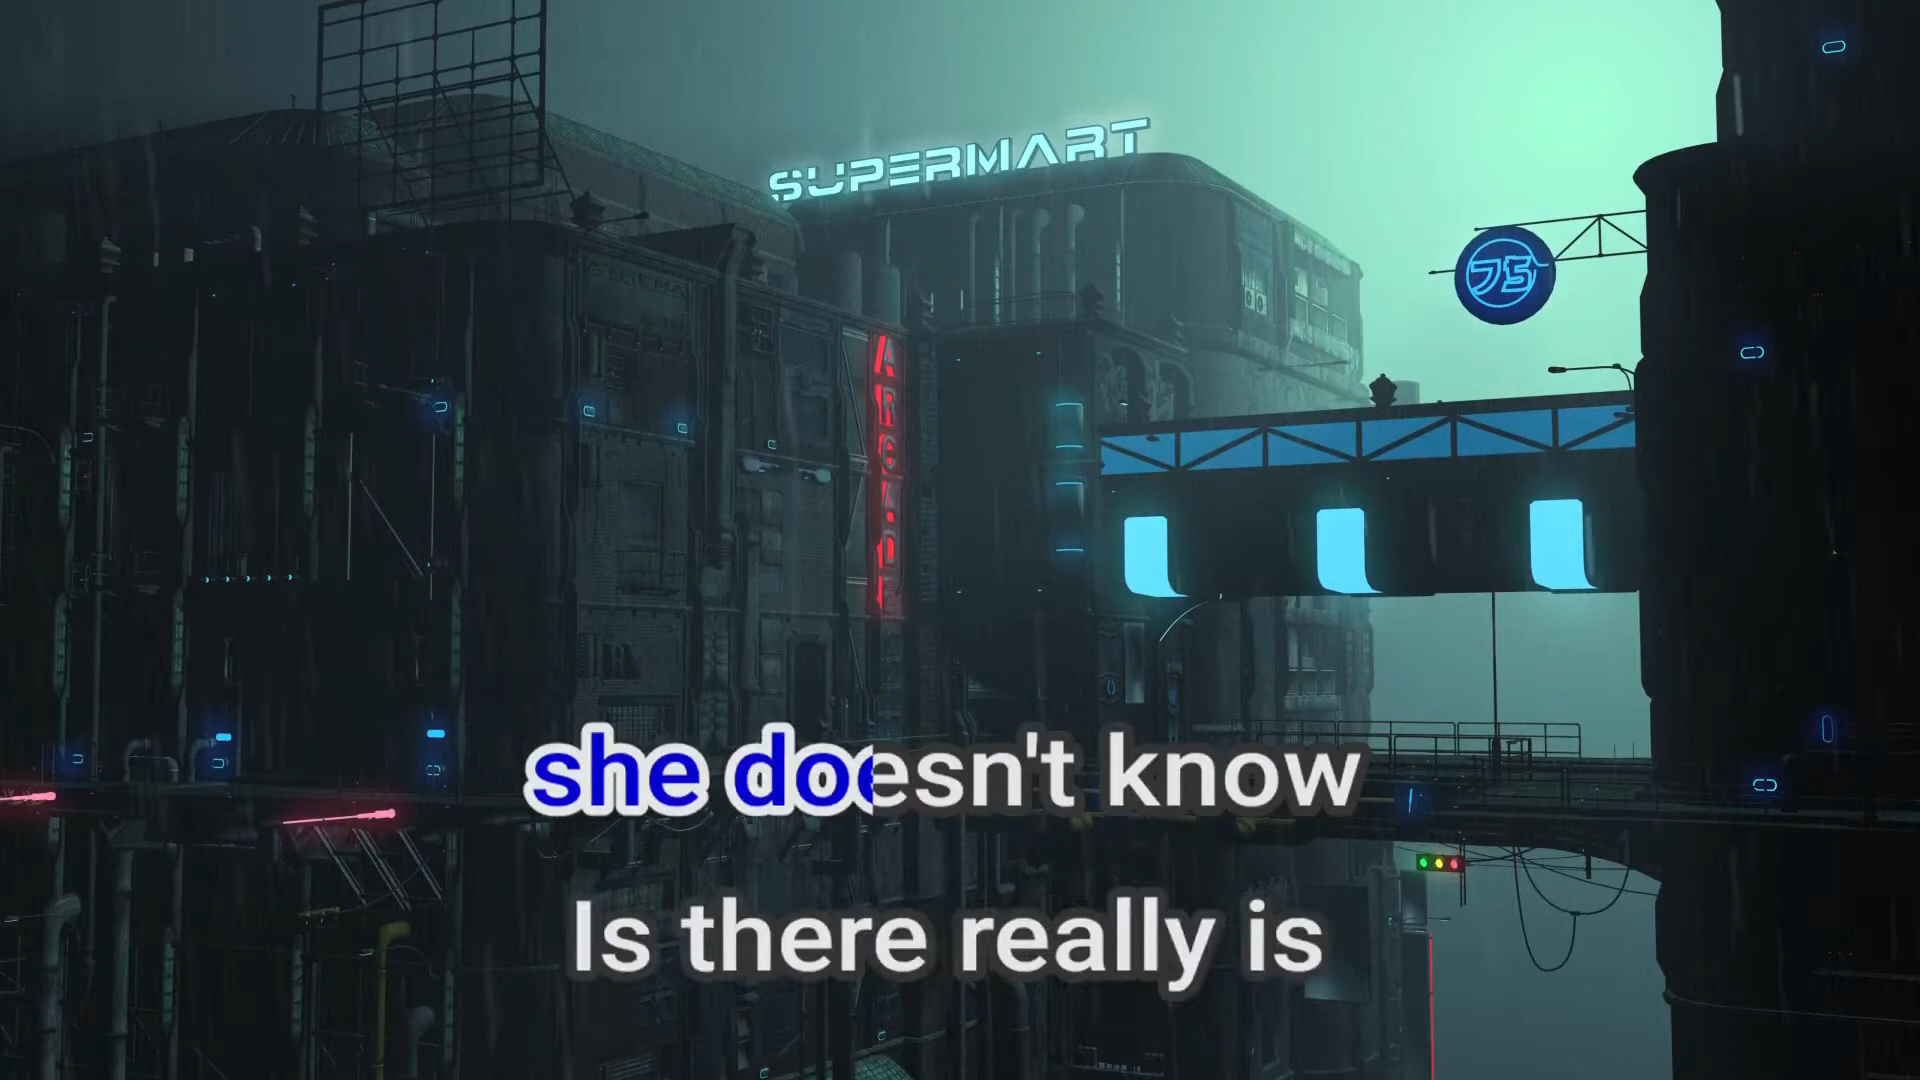 SUPERMART
75
ARCADE
she doesn't know
Is there really is